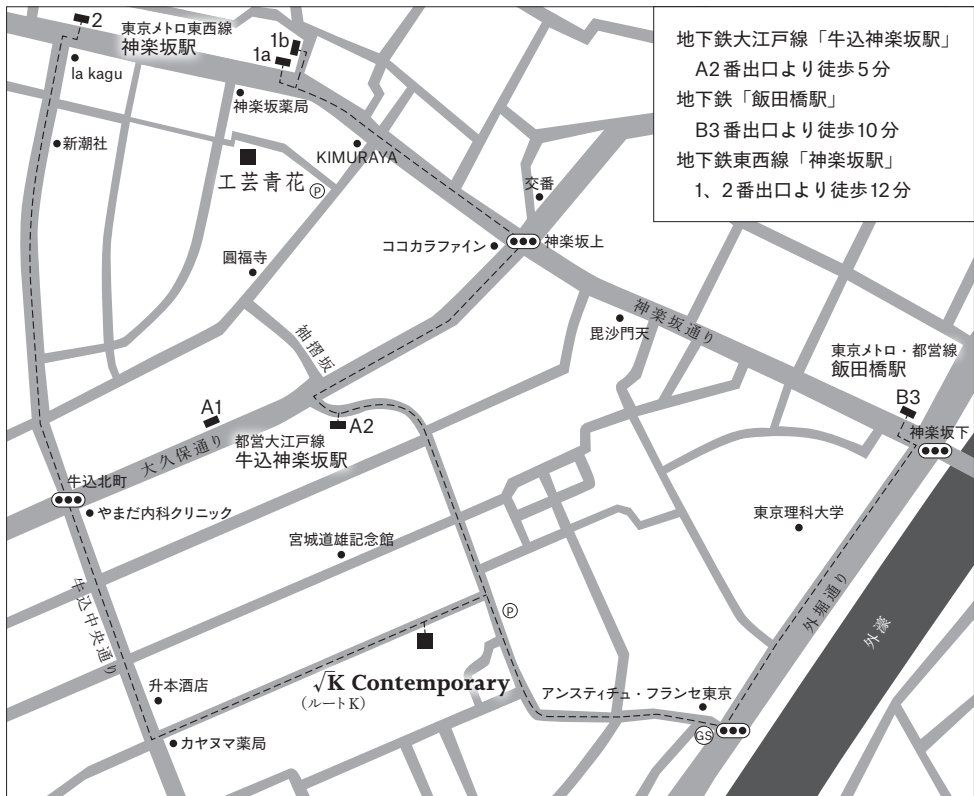 2
東京メトロ東西線
神楽坂駅
1b
1a
la kagu
神楽坂薬局
新潮社
KIMURAYA
工芸青花
P
交番
地下鉄大江戸線「牛込神楽坂駅」
A2番出口より徒歩5分
地下鉄「飯田橋駅」
B3番出口より徒歩10分
地下鉄東西線「神楽坂駅」
1、2番出口より徒歩12分
ココカラファイン
神楽坂上
圓福寺
袖摺坂
神楽坂通り
毘沙門天
東京メトロ・都営線
飯田橋駅
B3
神楽坂下
A1
A2
大久保通り
都営大江戸線
牛込神楽坂駅
牛込北町
やまだ内科クリニック
宮城道雄記念館
東京理科大学
牛込中央通り
P
外堀通り
外濠
√K Contemporary
(ルートK)
升本酒店
カヤヌマ薬局
アンスティチュ・フランセ東京
GS